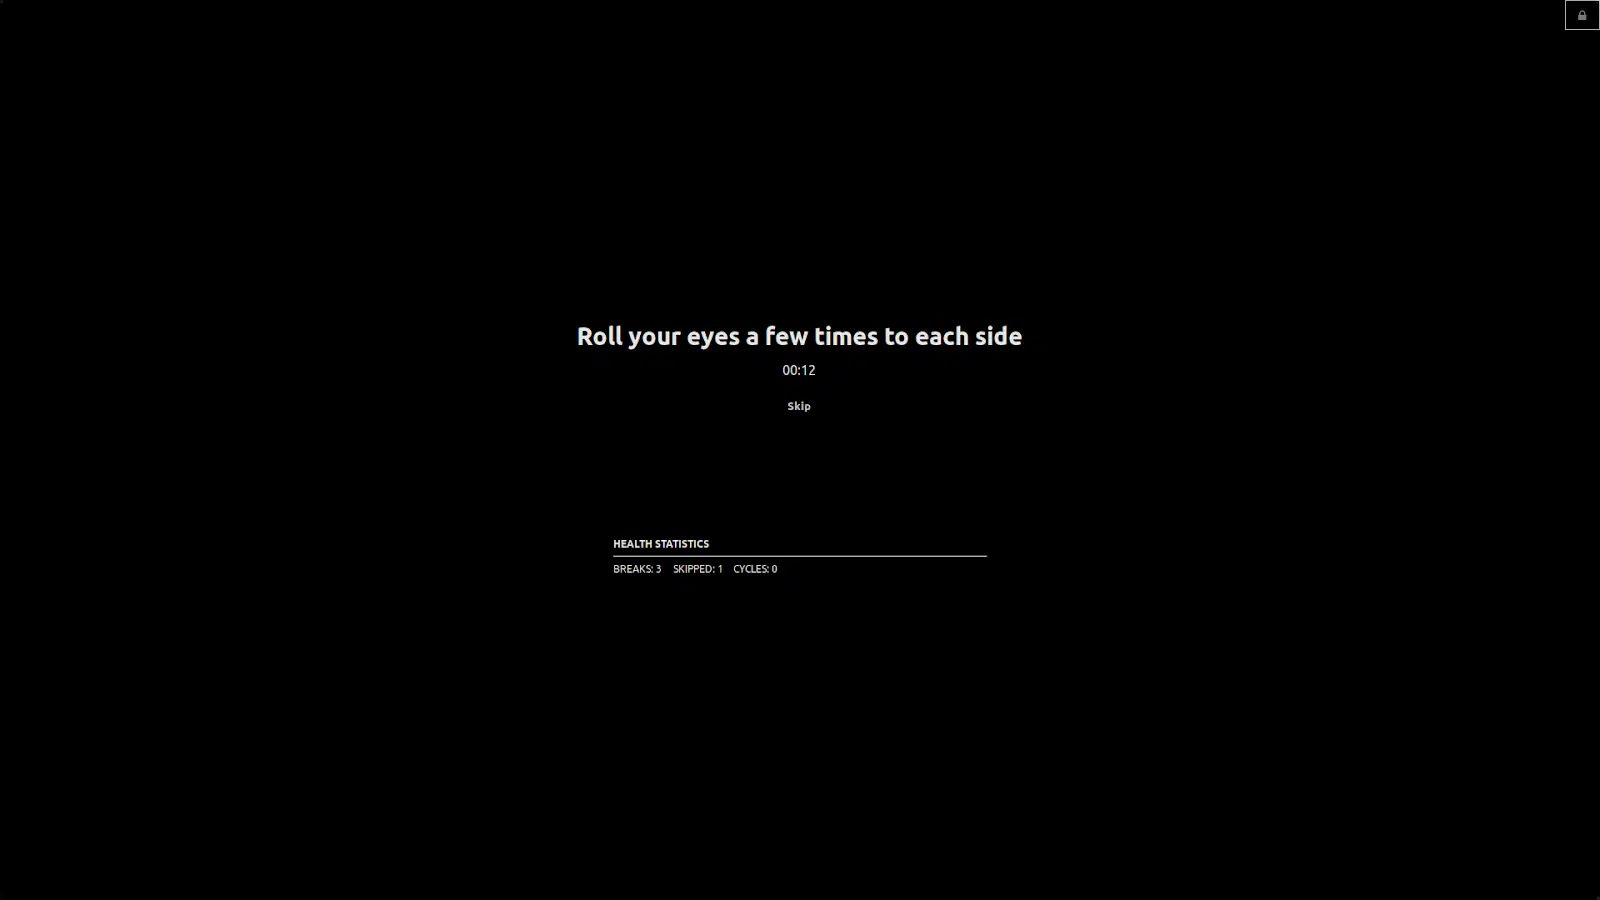 Roll your eyes a few times to each side
00:12
Skip
HEALTH STATISTICS
BREAKS: 3 SKIPPED: 1 CYCLES: 0